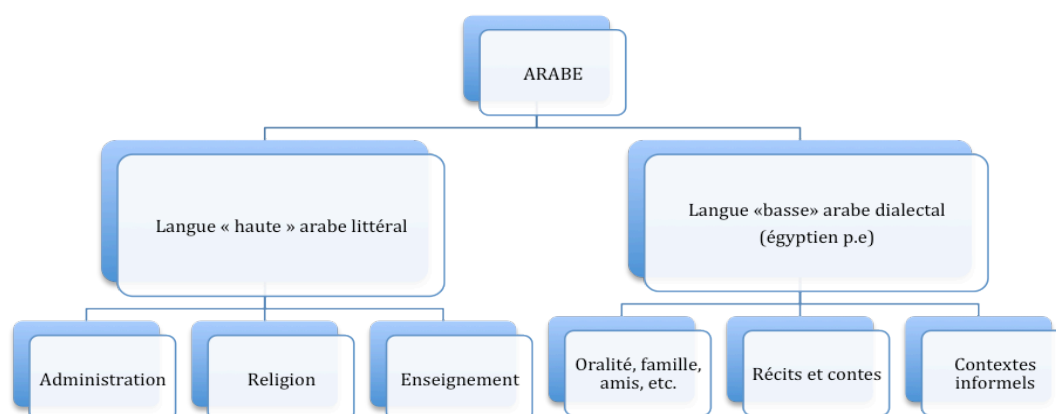 ARABE
Langue « haute » arabe littéral
Langue «basse» arabe dialectal
(égyptien p.e)
Administration
Religion
Enseignement
Oralité, famille,
amis, etc.
Récits et contes
Contextes
informels